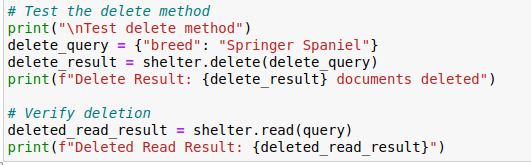 # Test the delete method
print("\nTest delete method")
delete_query = {"breed": "Springer Spaniel"}
delete_result = shelter.delete(delete_query)
print(f"Delete Result: {delete_result} documents deleted")

# Verify deletion
deleted_read_result = shelter.read(query)
print(f"Deleted Read Result: {deleted_read_result}")